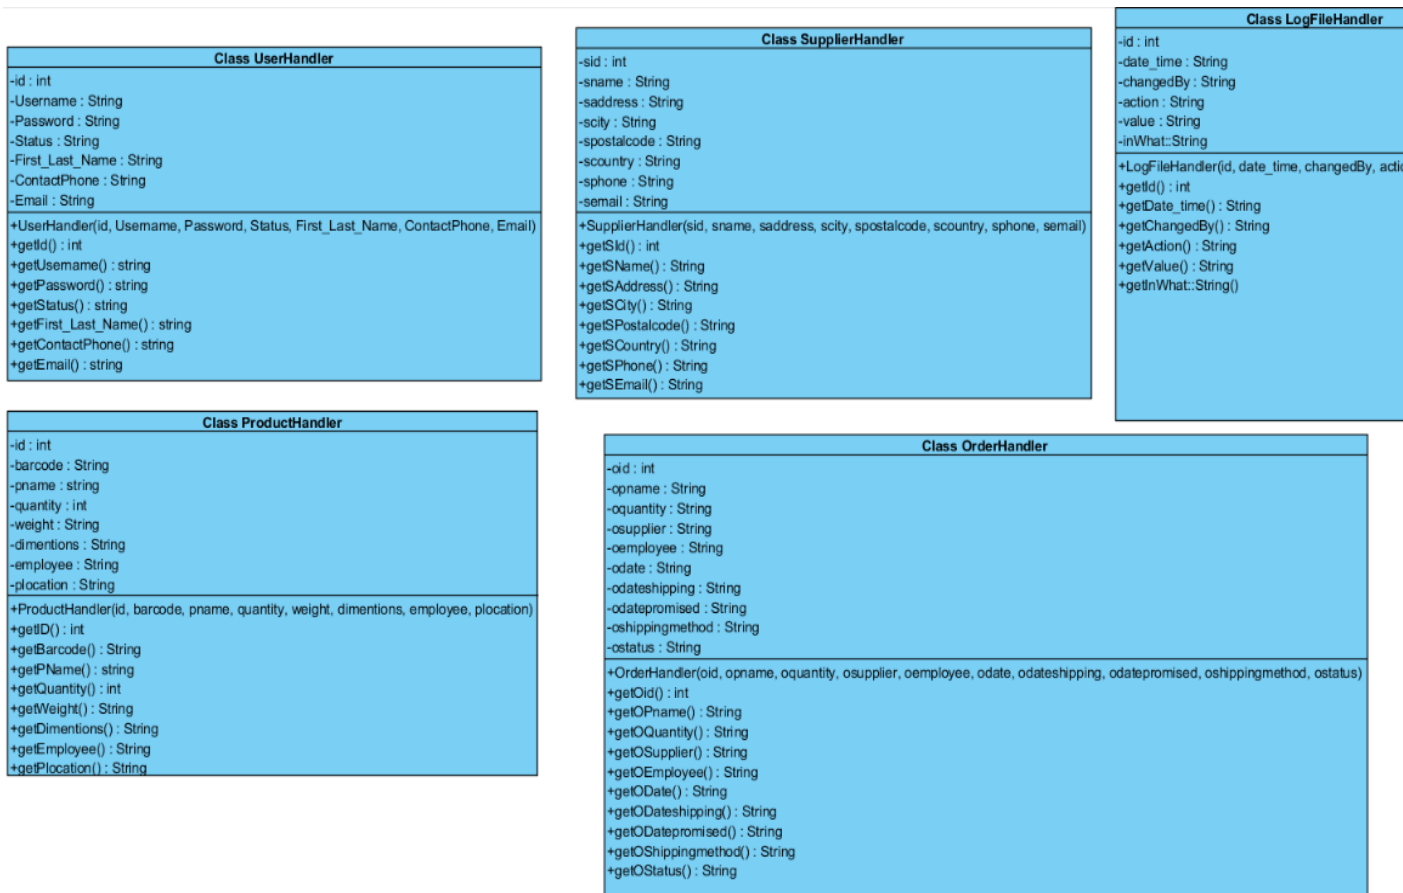 Class UserHandler
-id : int
-Username : String
-Password : String
-Status : String
-First_Last_Name : String
-ContactPhone : String
-Email : String
+UserHandler(id, Username, Password, Status, First_Last_Name, ContactPhone, Email)
+getId() : int
+getUsername() : string
+getPassword() : string
+getStatus() : string
+getFirst_Last_Name() : string
+getContactPhone() : string
+getEmail() : string
Class SupplierHandler
-sid : int
-sname : String
-saddress : String
-scity : String
-spostalcode : String
-scountry : String
-sphone : String
-semail : String
+SupplierHandler(sid, sname, saddress, scity, spostalcode, scountry, sphone, semail)
+getSId() : int
+getSName() : String
+getSAddress() : String
+getSCity() : String
+getSPostalcode() : String
+getSCountry() : String
+getSPhone() : String
+getSEmail() : String
Class LogFileHandler
-id : int
-date_time : String
-changedBy : String
-action : String
-value : String
-inWhat::String
+LogFileHandler(id, date_time, changedBy,
+getId() : int
+getDate_time() : String
+getChangedBy() : String
+getAction() : String
+getValue() : String
+getInWhat::String()
Class ProductHandler
-id : int
-barcode : String
-pname : string
-quantity : int
-weight : String
-dimentions : String
-employee : String
-plocation : String
+ProductHandler(id, barcode, pname, quantity, weight, dimentions, employee, plocation)
+getID() : int
+getBarcode() : String
+getPName() : string
+getQuantity() : int
+getWeight() : String
+getDimentions() : String
+getEmployee() : String
+getPlocation() : String
Class OrderHandler
-oid : int
-opname : String
-oquantity : String
-osupplier : String
-oemployee : String
-odate : String
-odateshipping : String
-odatepromised : String
-oshippingmethod : String
-ostatus : String
+OrderHandler(oid, opname, oquantity, osupplier, oemployee, odate, odateshipping, odatepromised, oshippingmethod, ostatus)
+getOid() : int
+getOPname() : String
+getOQuantity() : String
+getOSupplier() : String
+getOEmployee() : String
+getODate() : String
+getODateshipping() : String
+getODatepromised() : String
+getOShippingmethod() : String
+getOStatus() : String